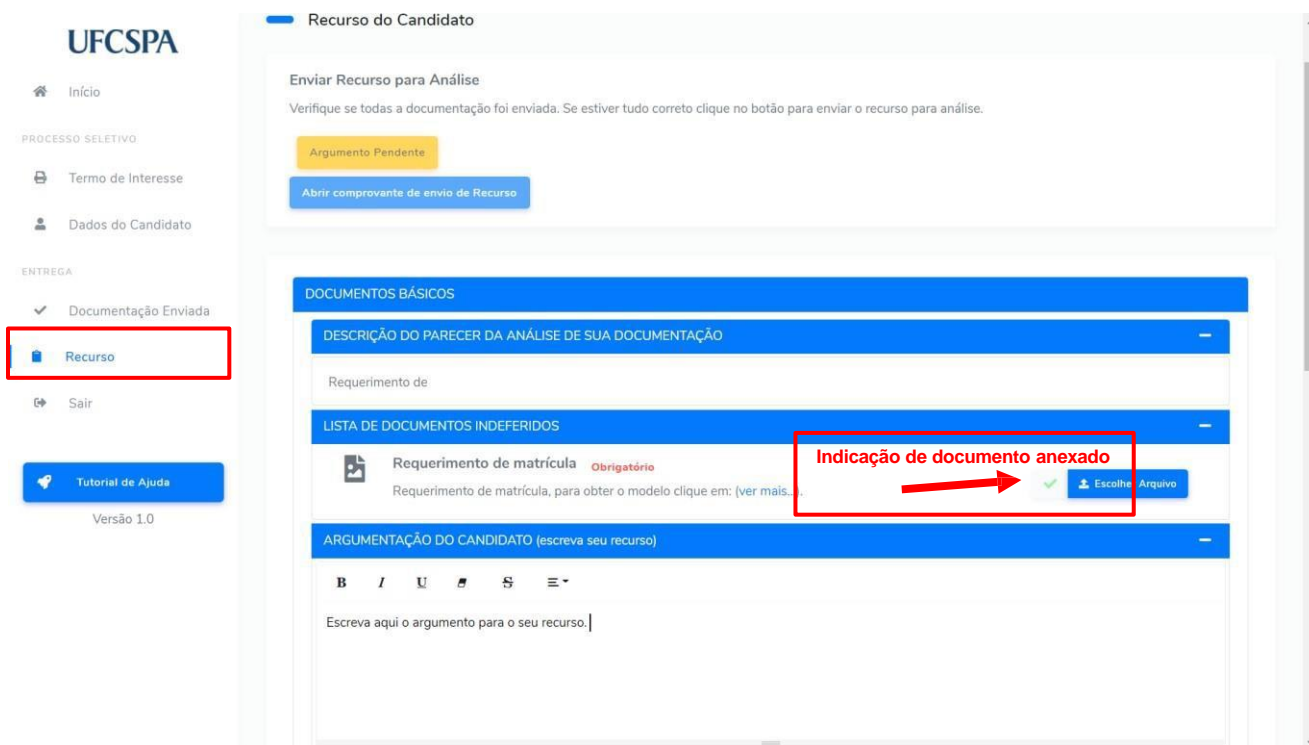 UFCSPA
Início
PROCESSO SELETIVO
Termo de Interesse
Dados do Candidato
ENTREGA
Documentação Enviada
Recurso
Sair
Tutorial de Ajuda
Versão 1.0
Recurso do Candidato
Enviar Recurso para Análise
Verifique se todas a documentação foi enviada. Se estiver tudo correto clique no botão para enviar o recurso para análise.
Argumento Pendente
Abrir comprovante de envio de Recurso
DOCUMENTOS BÁSICOS
DESCRIÇÃO DO PARECER DA ANÁLISE DE SUA DOCUMENTAÇÃO
Requerimento de
LISTA DE DOCUMENTOS INDEFERIDOS
Requerimento de matrícula Obrigatório
Requerimento de matrícula, para obter o modelo clique em: (ver mais...).
Indicação de documento anexado
Escolher Arquivo
ARGUMENTAÇÃO DO CANDIDATO (escreva seu recurso)
B I U S
Escreva aqui o argumento para o seu recurso.